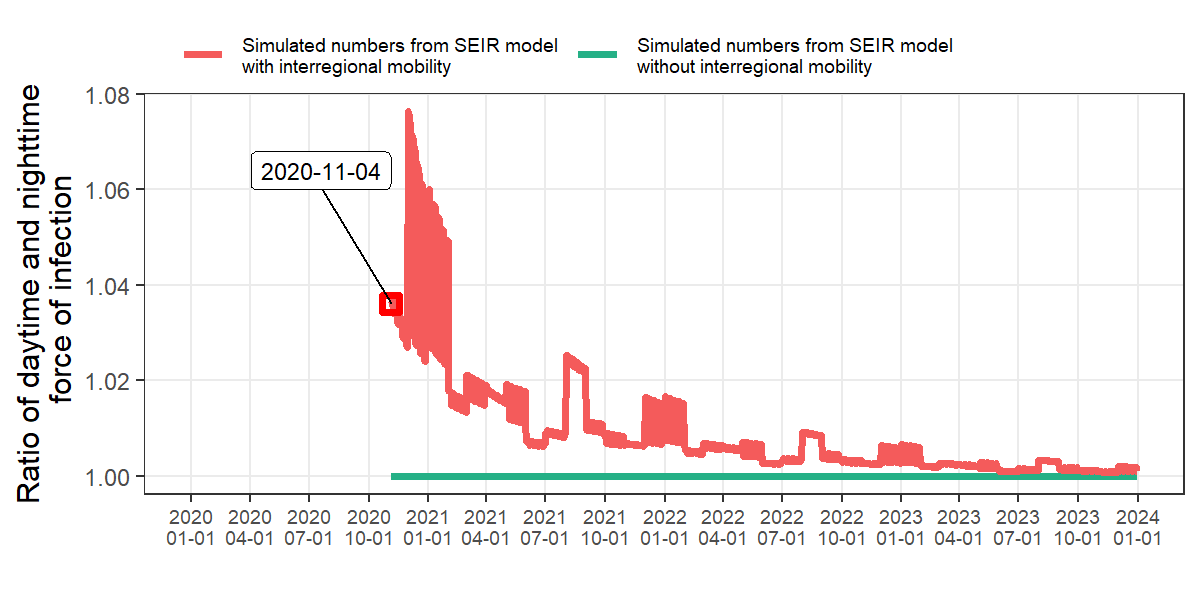 Simulated numbers from SEIR model
with interregional mobility
Simulated numbers from SEIR model
without interregional mobility
Ratio of daytime and nighttime
force of infection
1.08
1.06
1.04
1.02
1.00
2020-11-04
2020 2020 2020 2020 2021 2021 2021 2021 2022 2022 2022 2022 2023 2023 2023 2023 2024
01-01 04-01 07-01 10-01 01-01 04-01 07-01 10-01 01-01 04-01 07-01 10-01 01-01 04-01 07-01 10-01 01-01